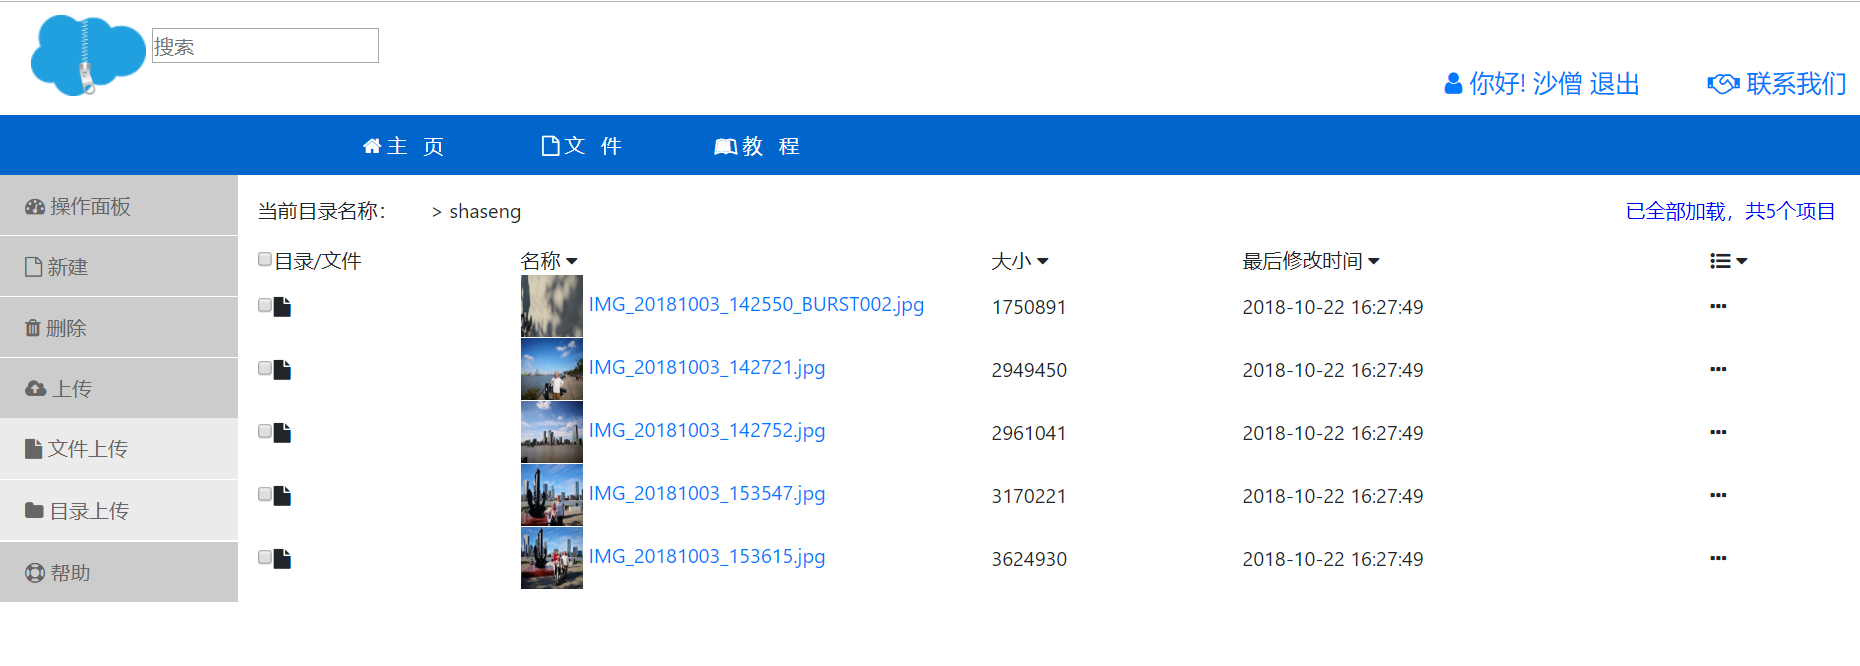 搜索
你好! 沙僧 退出 联系我们
主 页 文 件 教 程
操作面板
新建
删除
上传
文件上传
目录上传
帮助
当前目录名称： > shaseng 已全部加载，共5个项目
目录/文件 名称 大小 最后修改时间
IMG_20181003_142550_BURST002.jpg 1750891 2018-10-22 16:27:49
IMG_20181003_142721.jpg 2949450 2018-10-22 16:27:49
IMG_20181003_142752.jpg 2961041 2018-10-22 16:27:49
IMG_20181003_153547.jpg 3170221 2018-10-22 16:27:49
IMG_20181003_153615.jpg 3624930 2018-10-22 16:27:49